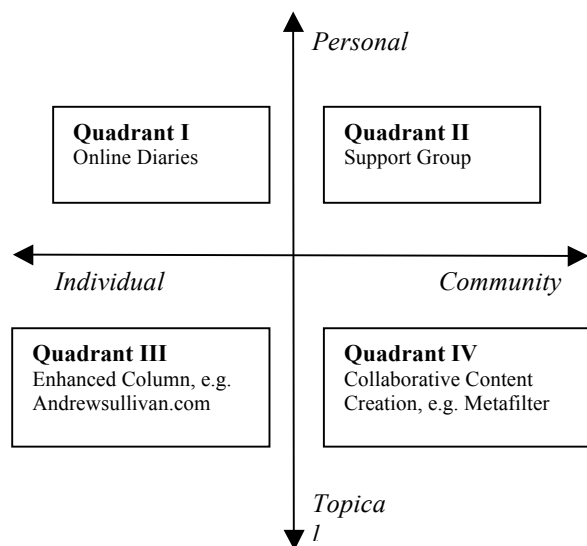 Personal
Quadrant I
Online Diaries
Quadrant II
Support Group
Individual
Community
Quadrant III
Enhanced Column, e.g.
Andrewsullivan.com
Quadrant IV
Collaborative Content
Creation, e.g. Metafilter
Topica
l